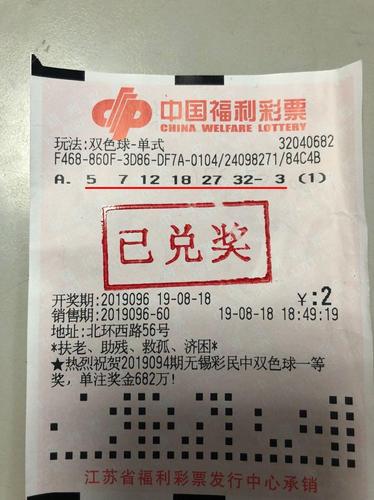 中国福利彩票
CHINA WELFARE LOTTERY
玩法:双色球-单式 32040682
F468-860F-3D86-DF7A-0104/24098271/84C4B
A. 5 7 12 18 27 32- 3 (1)
已兑奖
开奖期:2019096 19-08-18 ¥:2
销售期:2019096-60 19-08-18 18:49:19
地址:北环西路56号
*扶老、助残、救孤、济困*
★热烈祝贺2019094期无锡彩民中双色球一等
奖，单注奖金682万!
江苏省福利彩票发行中心承销